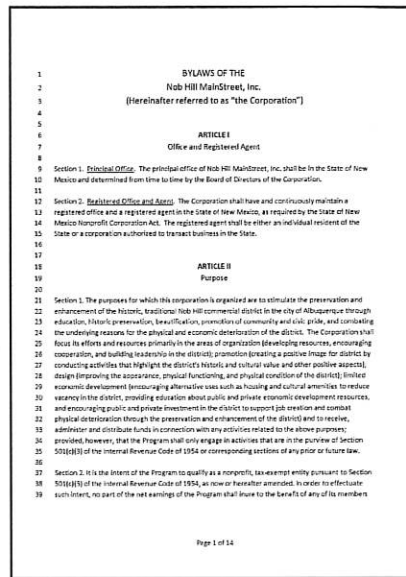 1 BYLAWS OF THE
2 Nob Hill MainStreet, Inc.
3 (Hereinafter referred to as "the Corporation")
4
5
6 ARTICLE I
7 Office and Registered Agent
8
9 Section 1. Principal Office. The principal office of Nob Hill MainStreet, Inc. shall be in the State of New
10 Mexico and determined from time to time by the Board of Directors of the Corporation.
11
12 Section 2. Registered Office and Agent. The Corporation shall have and continuously maintain a
13 registered office and a registered agent in the State of New Mexico, as required by the State of New
14 Mexico Nonprofit Corporation Act. The registered agent shall be either an individual resident of the
15 State or a corporation authorized to transact business in the State.
16
17
18 ARTICLE II
19 Purpose
20
21 Section 1. The purposes for which this corporation is organized are to stimulate the preservation and
22 enhancement of the historic, traditional Nob Hill commercial district in the city of Albuquerque through
23 education, historic preservation, beautification, promotion of community and civic pride, and combating
24 the underlying reasons for the physical and economic deterioration of the district. The Corporation shall
25 focus its efforts and resources primarily in the areas of organization (developing resources, encouraging
26 cooperation, and building leadership in the district); promotion (creating a positive image for district by
27 conducting activities that highlight the district's historic and cultural value and other positive aspects),
28 design (improving the appearance, physical functioning, and physical condition of the district); limited
29 economic development (encouraging alternative uses such as housing and cultural amenities to reduce
30 vacancy in the district, providing education about public and private economic development resources,
31 and encouraging public and private investment in the district to support job creation and combat
32 physical deterioration through the preservation and enhancement of the district) and to receive,
33 administer and distribute funds in connection with any activities related to the above purposes;
34 provided, however, that the Program shall only engage in activities that are in the purview of Section
35 501(c)(3) of the Internal Revenue Code of 1954 or corresponding sections of any prior or future law.
36
37 Section 2. It is the intent of the Program to qualify as a nonprofit, tax-exempt entity pursuant to Section
38 501(c)(3) of the Internal Revenue Code of 1954, as now or hereafter amended. In order to effectuate
39 such intent, no part of the net earnings of the Program shall inure to the benefit of any of its members
Page 1 of 14